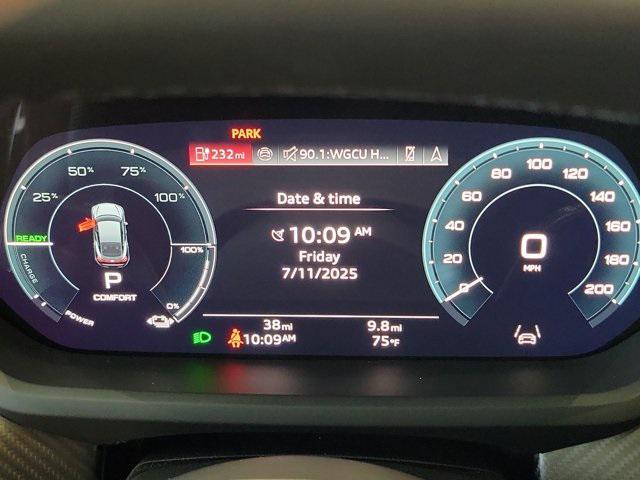 PARK
232 mi
90.1:WGCU H...
25%
50%
75%
100%
READY
CHARGE
POWER
P
COMFORT
100%
0%
Date & time
10:09 AM
Friday
7/11/2025
38 mi
9.8 mi
10:09 AM
75°F
0
20
40
60
80
100
120
140
160
180
200
0
MPH